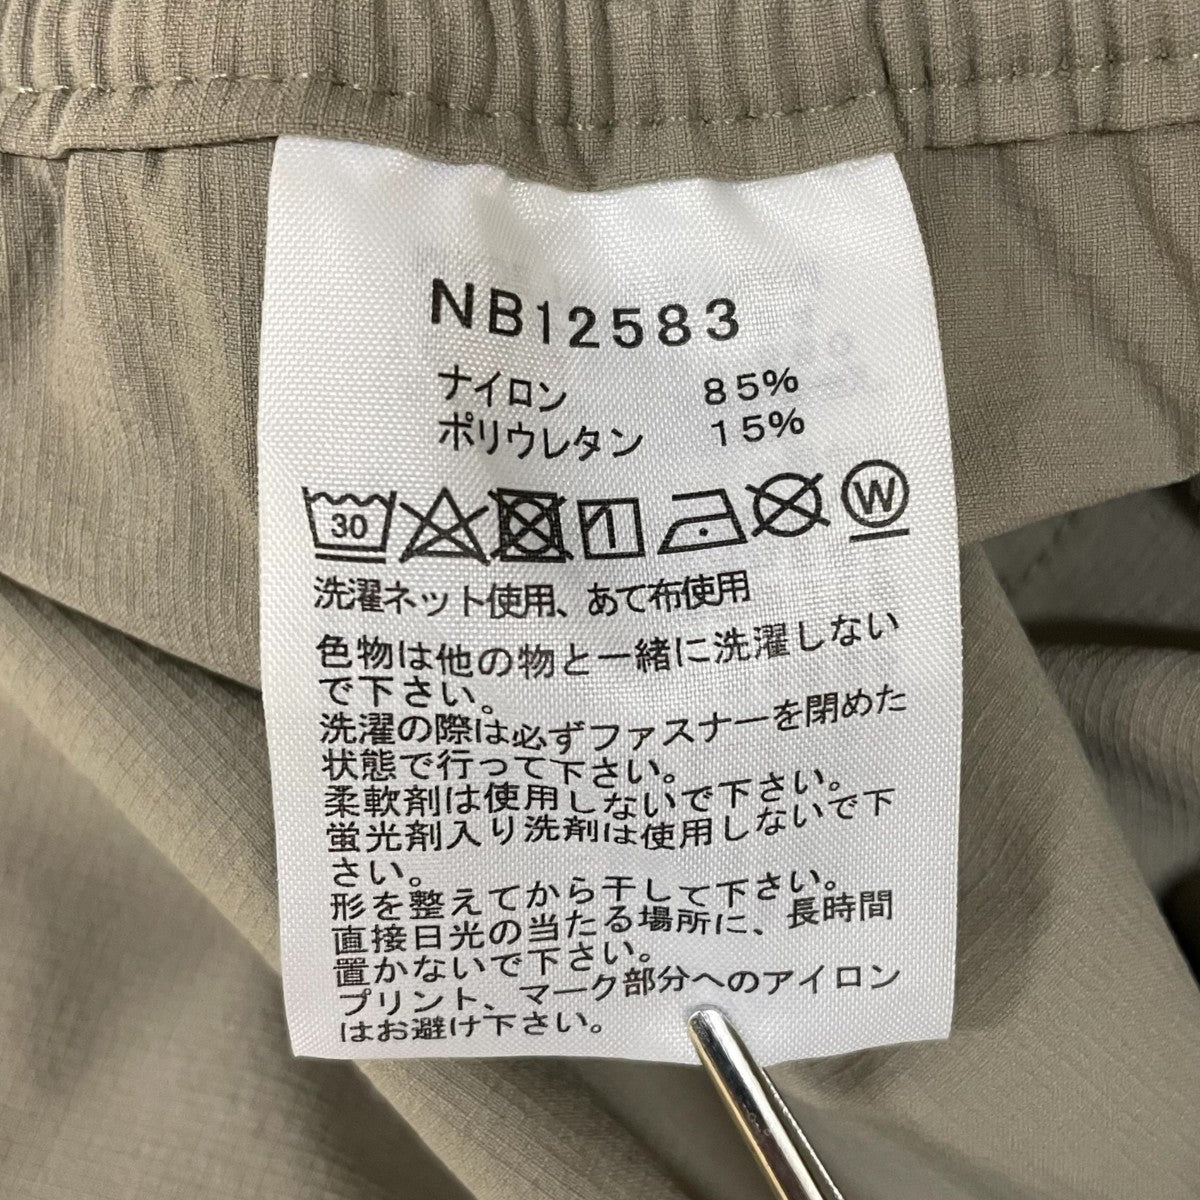 NB12583
ナイロン 85%
ポリウレタン 15%
30 W
洗濯ネット使用、あて布使用
色物は他の物と一緒に洗濯しない
で下さい。
洗濯の際は必ずファスナーを閉めた
状態で行って下さい。
柔軟剤は使用しないで下さい。
蛍光剤入り洗剤は使用しないで下
さい。
形を整えてから干して下さい。
直接日光の当たる場所に、長時間
置かないで下さい。
プリント、マーク部分へのアイロン
はお避け下さい。